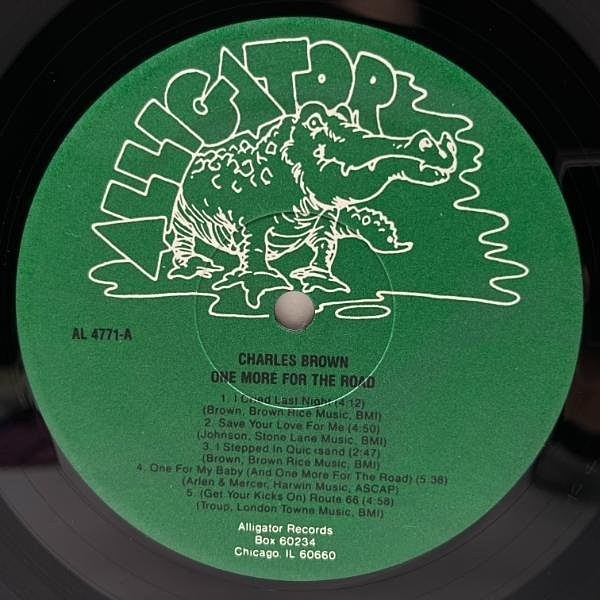 ALLIGATOR
AL 4771-A
CHARLES BROWN
ONE MORE FOR THE ROAD
1. I Cried Last Night (4:12)
(Brown, Brown Rice Music, BMI)
2. Save Your Love For Me (4:50)
(Johnson, Stone Lane Music, BMI)
3. I Stepped In Quicksand (2:47)
(Brown, Brown Rice Music, BMI)
4. One For My Baby (And One More For The Road) (5:38)
(Arlen & Mercer, Harwin Music, ASCAP)
5. (Get Your Kicks On) Route 66 (4:58)
(Troup, London Towne Music, BMI)
Alligator Records
Box 60234
Chicago, IL 60660